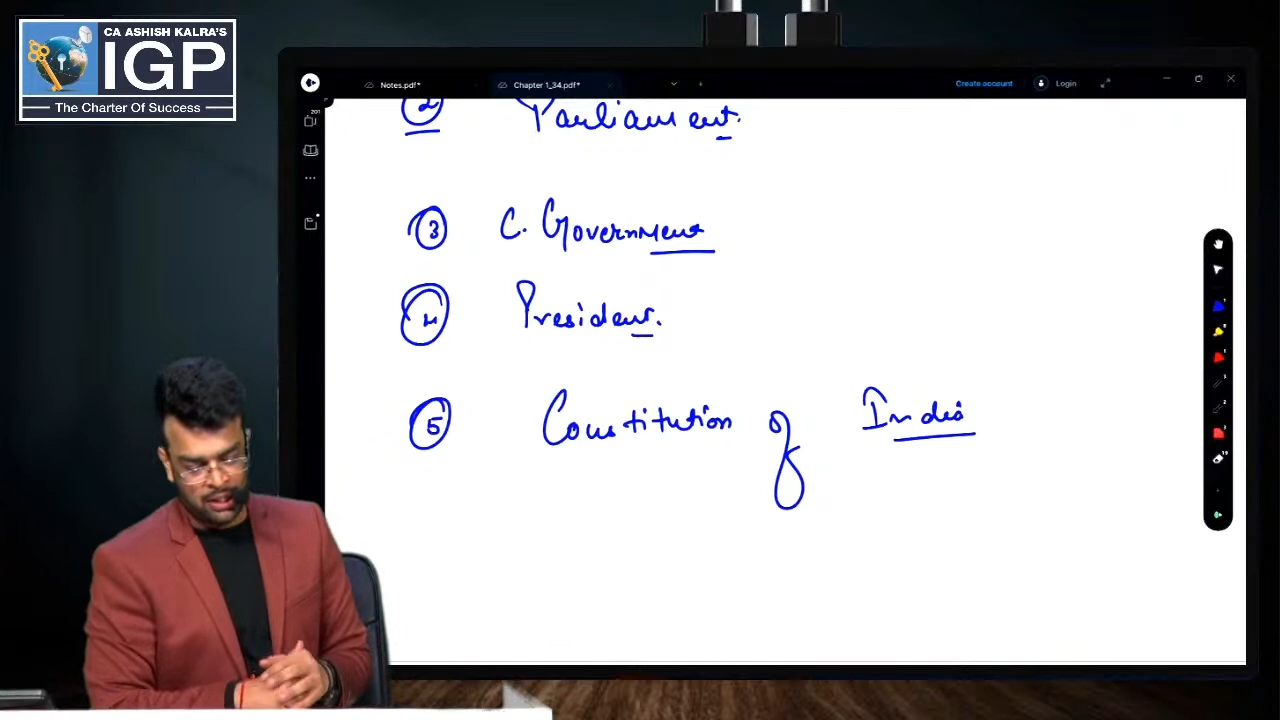 CA ASHISH KALRA'S
IGP
The Charter Of Success
Notes.pdf*
Chapter 1_34.pdf*
Create account
Login
② Parliament.
③ C. Government
④ President.
⑤ Constitution of India